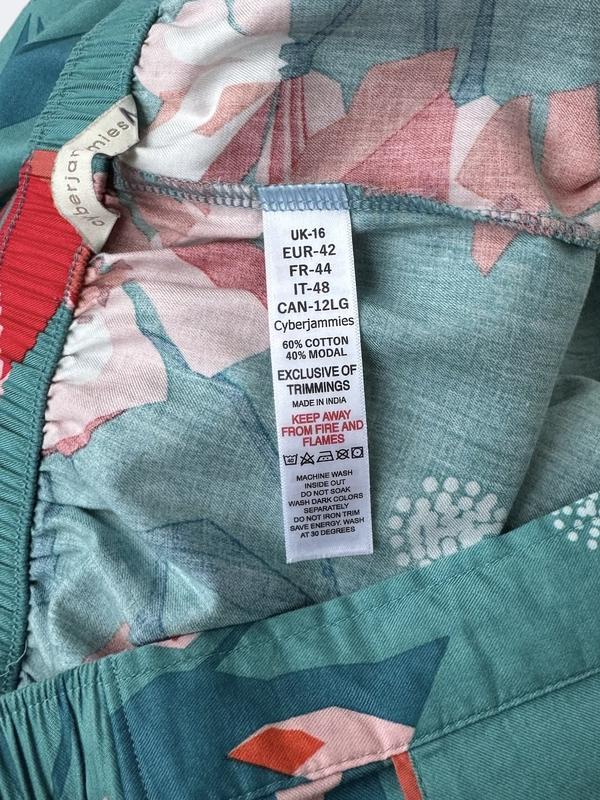 cyberjammies
UK-16
EUR-42
FR-44
IT-48
CAN-12LG
Cyberjammies
60% COTTON
40% MODAL
EXCLUSIVE OF
TRIMMINGS
MADE IN INDIA
KEEP AWAY
FROM FIRE AND
FLAMES
MACHINE WASH
INSIDE OUT
DO NOT SOAK
WASH DARK COLORS
SEPARATELY
DO NOT IRON TRIM
SAVE ENERGY. WASH
AT 30 DEGREES